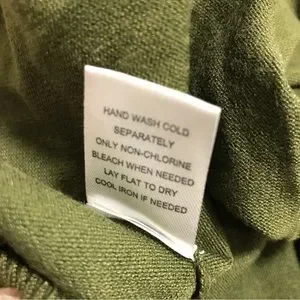 HAND WASH COLD
SEPARATELY
ONLY NON-CHLORINE
BLEACH WHEN NEEDED
LAY FLAT TO DRY
COOL IRON IF NEEDED